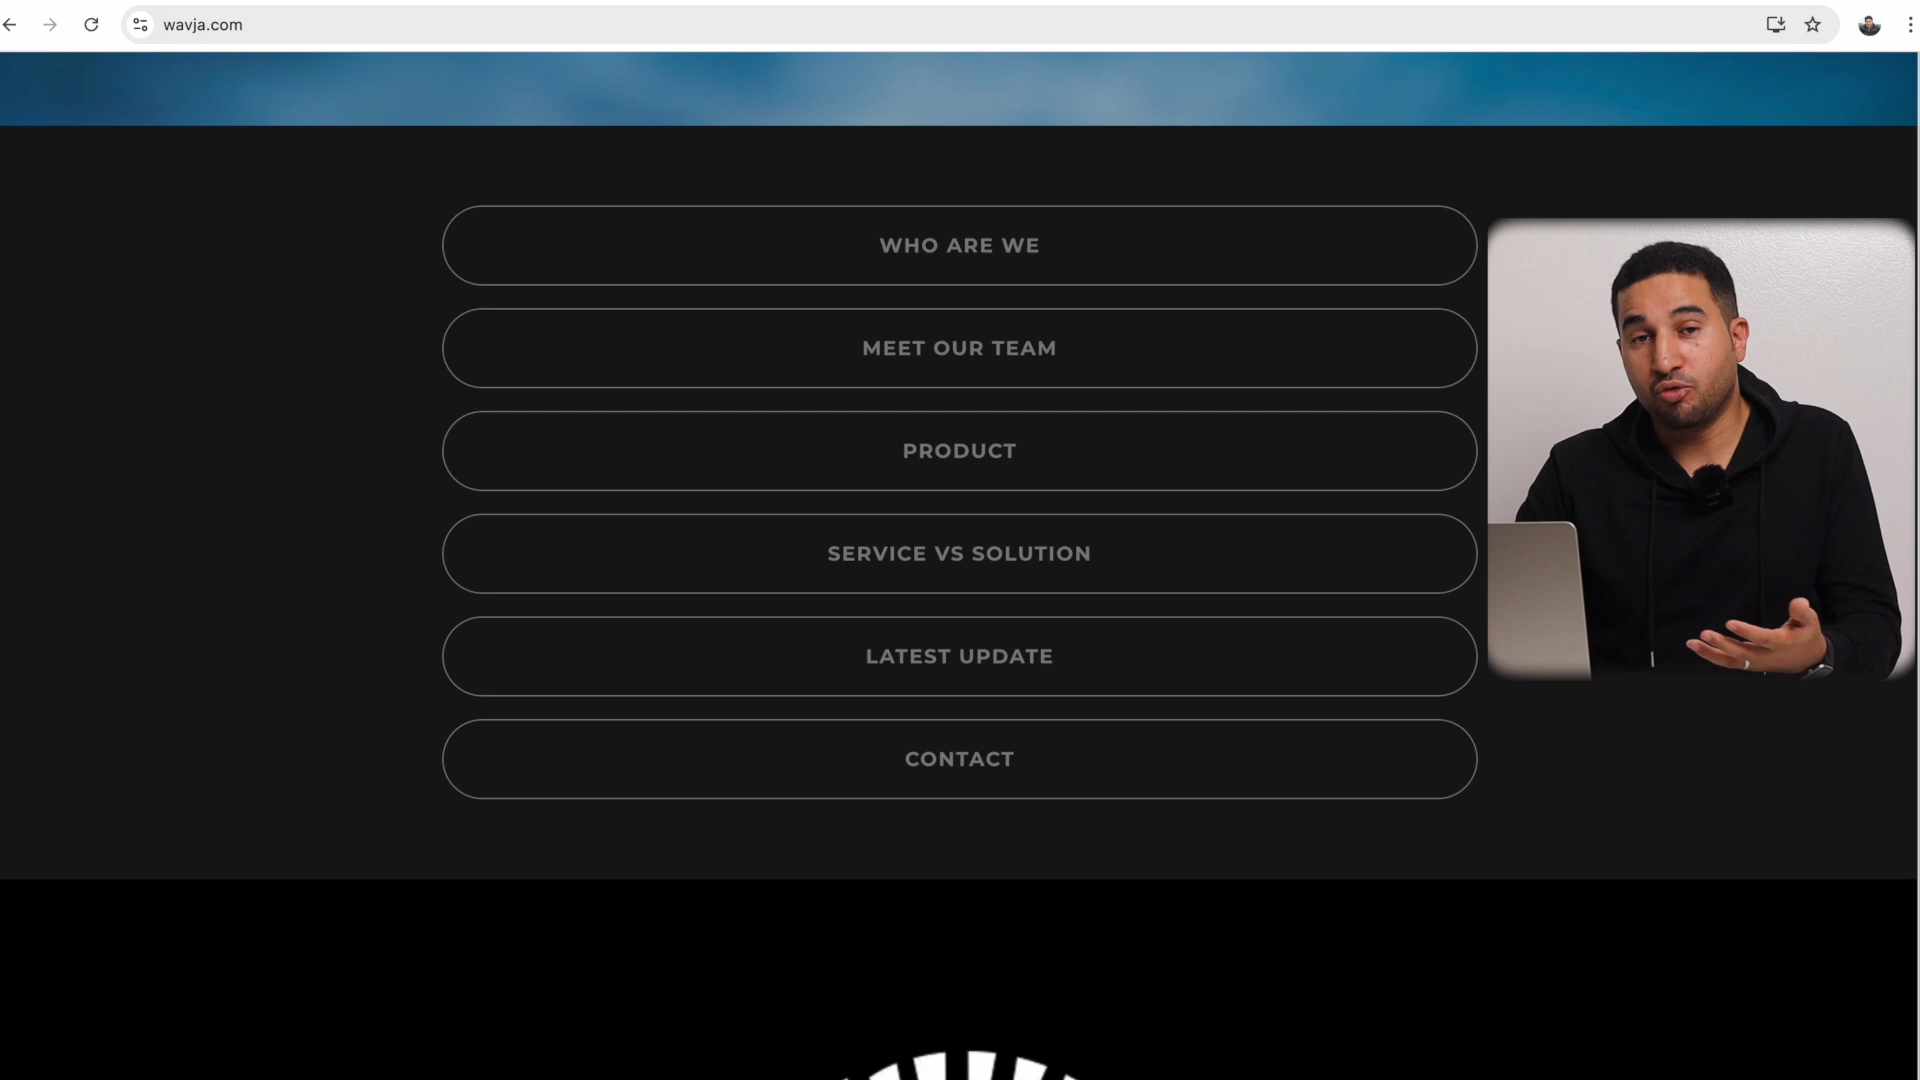 wavja.com
WHO ARE WE
MEET OUR TEAM
PRODUCT
SERVICE VS SOLUTION
LATEST UPDATE
CONTACT